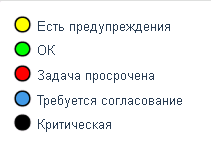 Есть предупреждения
ОК
Задача просрочена
Требуется согласование
Критическая